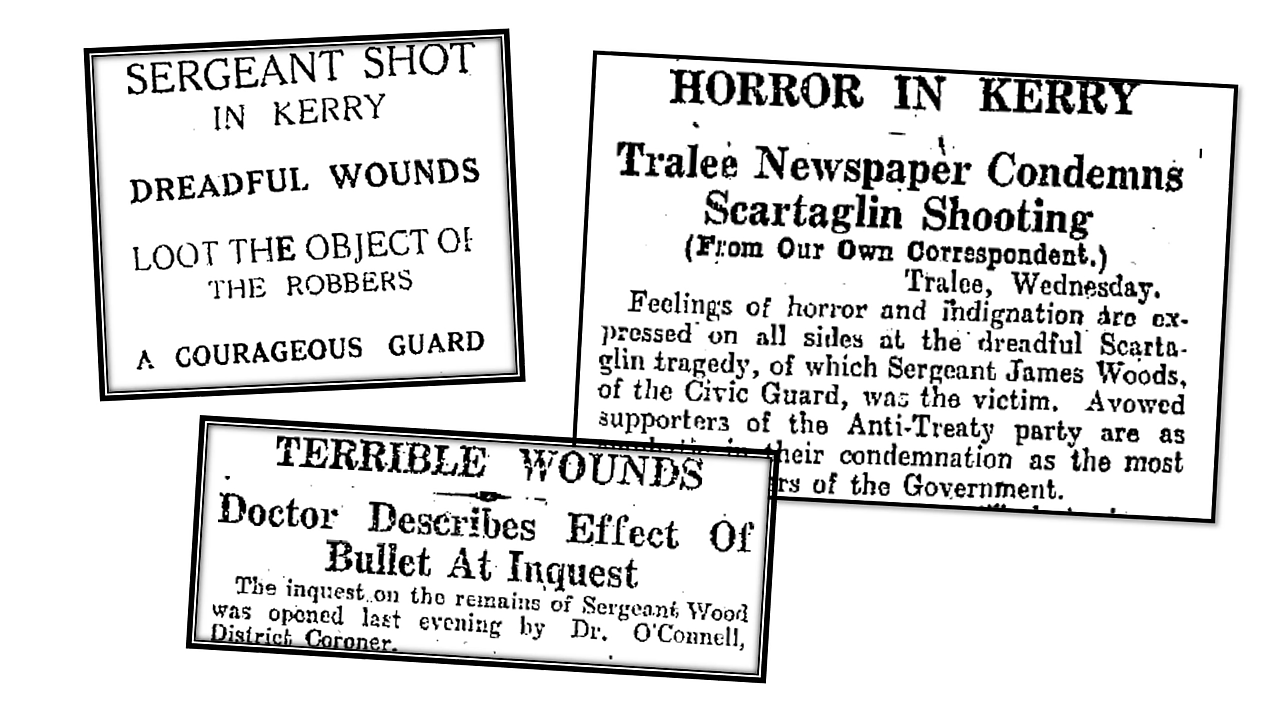 SERGEANT SHOT
IN KERRY
DREADFUL WOUNDS
LOOT THE OBJECT OF
THE ROBBERS
A COURAGEOUS GUARD
HORROR IN KERRY
Tralee Newspaper Condemns
Scartaglin Shooting
(From Our Own Correspondent.)
Tralee, Wednesday.
Feelings of horror and indignation are ex-
pressed on all sides at the dreadful Scarta-
glin tragedy, of which Sergeant James Woods,
of the Civic Guard, was the victim. Avowed
supporters of the Anti-Treaty party are as
in their condemnation as the most
rs of the Government.
TERRIBLE WOUNDS
Doctor Describes Effect Of
Bullet At Inquest
The inquest on the remains of Sergeant Wood
was opened last evening by Dr. O'Connell,
District Coroner.